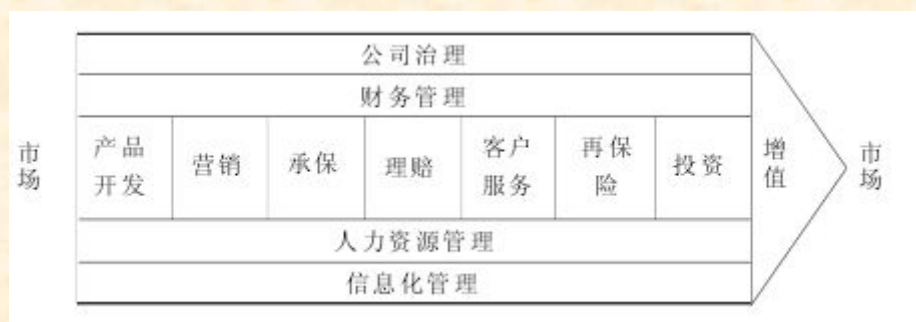 公司治理
财务管理
市场
产品开发
营销
承保
理赔
客户服务
再保险
投资
增值
市场
人力资源管理
信息化管理